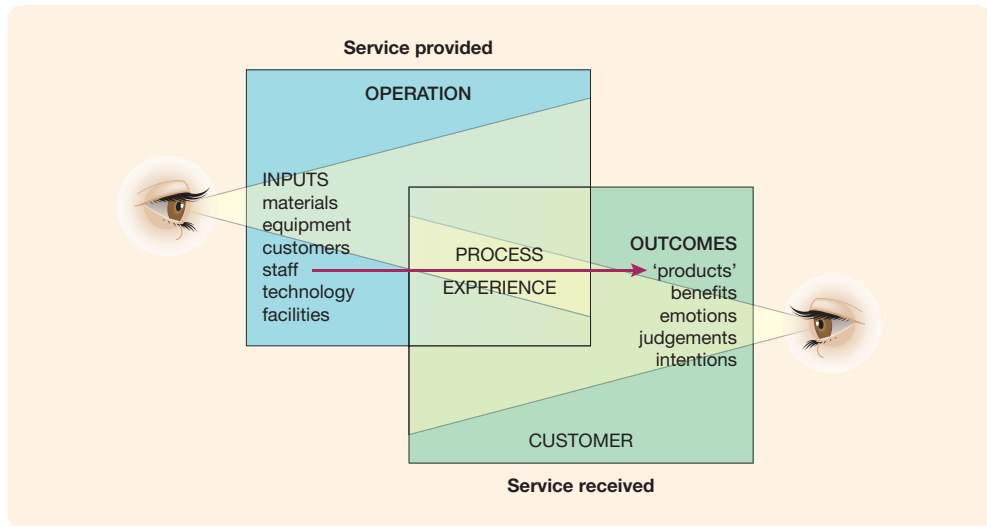 Service provided
OPERATION
INPUTS
materials
equipment
customers
staff
technology
facilities
PROCESS
EXPERIENCE
OUTCOMES
‘products’
benefits
emotions
judgements
intentions
CUSTOMER
Service received